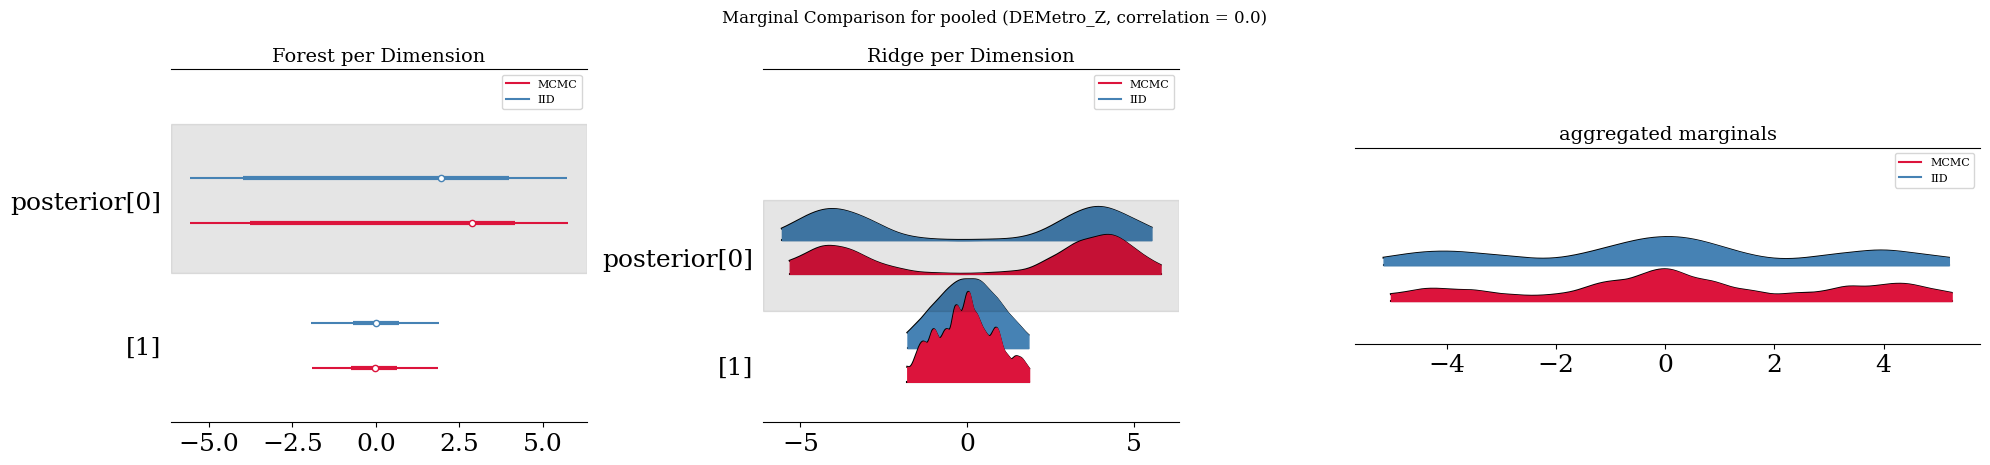 Marginal Comparison for pooled (DEMetro_Z, correlation = 0.0)
Forest per Dimension
MCMC
IID
posterior[0]
[1]
−5.0 −2.5 0.0 2.5 5.0
Ridge per Dimension
MCMC
IID
posterior[0]
[1]
−5 0 5
aggregated marginals
MCMC
IID
−4 −2 0 2 4